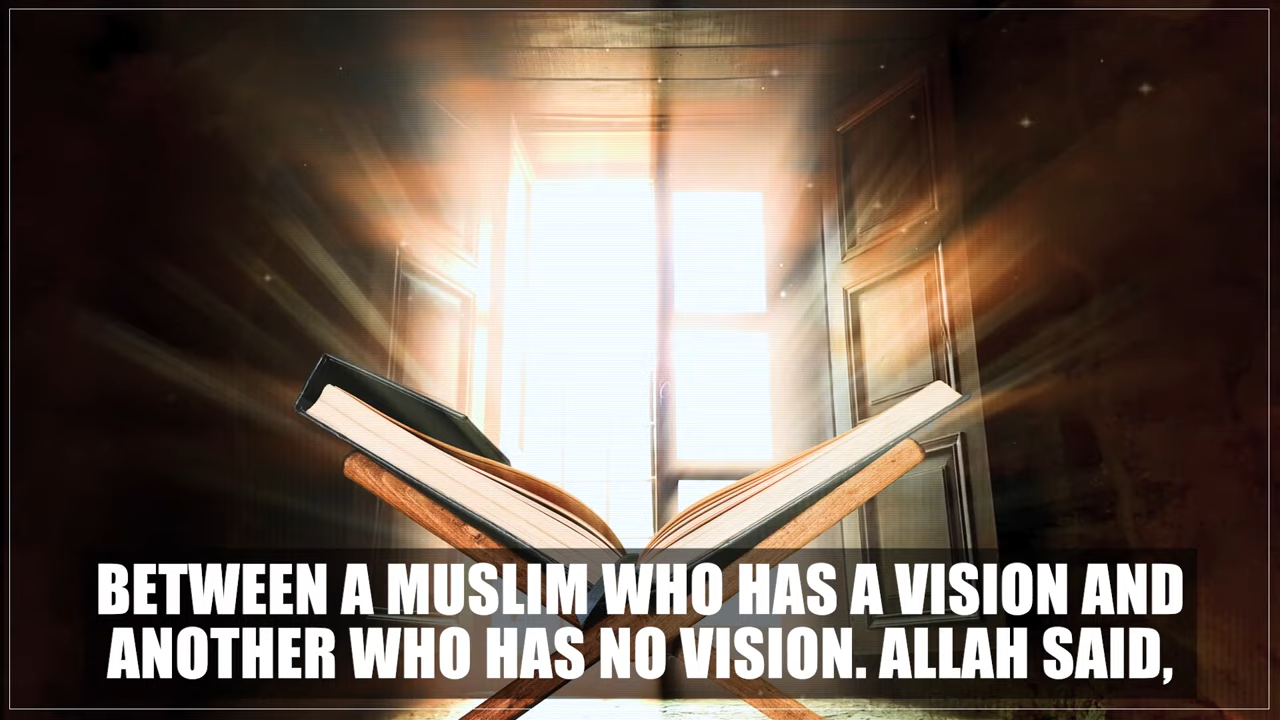 BETWEEN A MUSLIM WHO HAS A VISION AND
ANOTHER WHO HAS NO VISION. ALLAH SAID,